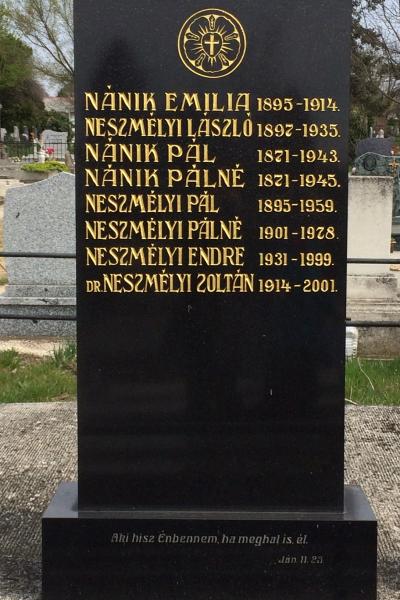 NÁNIK EMILIA 1895-1914.
NESZMÉLYI LÁSZLÓ 1897-1935.
NÁNIK PÁL 1871-1943.
NÁNIK PÁLNÉ 1871-1945.
NESZMÉLYI PÁL 1895-1959.
NESZMÉLYI PÁLNÉ 1901-1978.
NESZMÉLYI ENDRE 1931-1999.
DR. NESZMÉLYI ZOLTÁN 1914-2001.
Aki hisz Énbennem, ha meghal is, él.
Ján. 11. 25